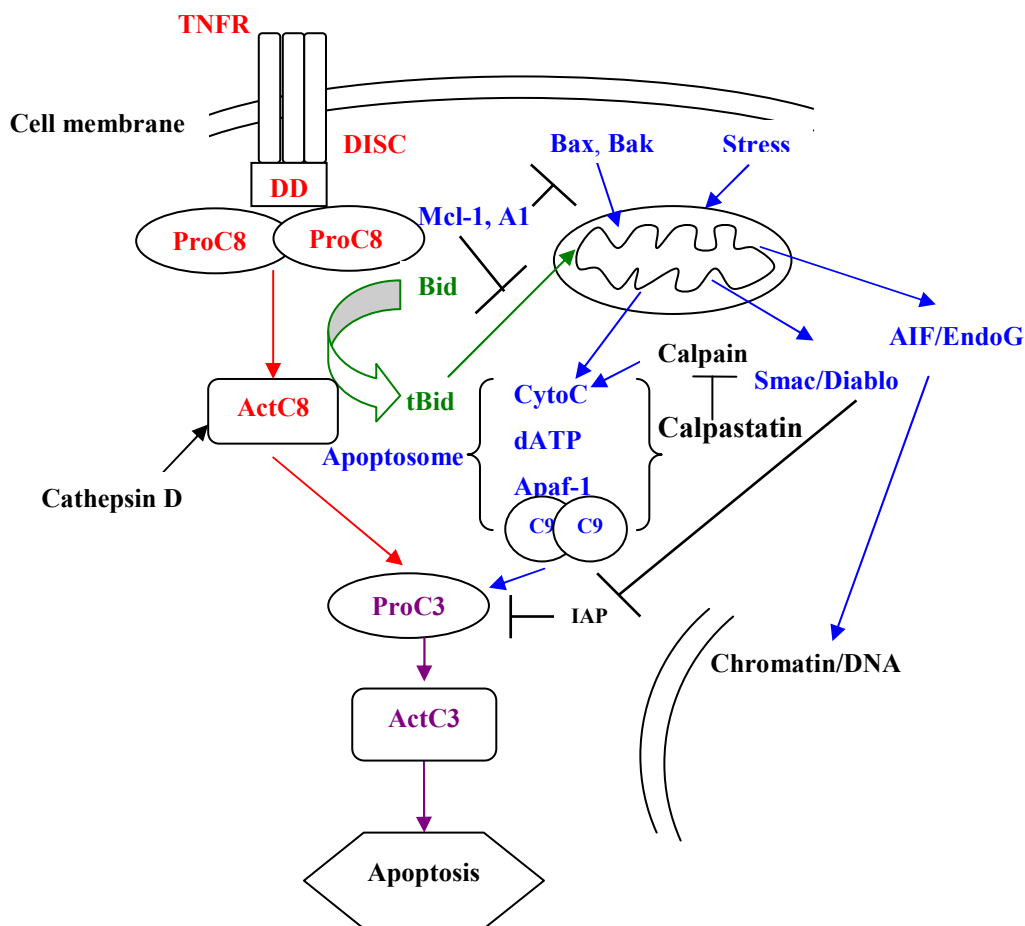 TNFR
Cell membrane
DISC
Bax, Bak
Stress
DD
Mcl-1, A1
ProC8
ProC8
Bid
AIF/EndoG
Calpain
Smac/Diablo
ActC8
tBid
CytoC
Calpastatin
dATP
Apoptosome
Apaf-1
Cathepsin D
C9
C9
ProC3
IAP
Chromatin/DNA
ActC3
Apoptosis